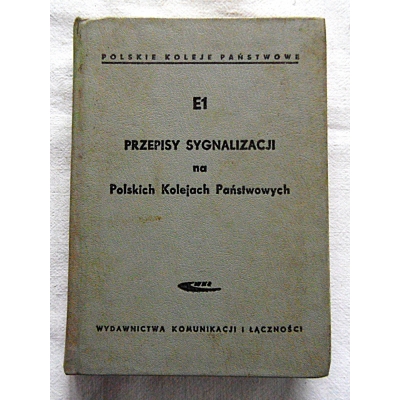 POLSKIE KOLEJE PAŃSTWOWE
E1
PRZEPISY SYGNALIZACJI
na
Polskich Kolejach Państwowych
WYDAWNICTWA KOMUNIKACJI I ŁĄCZNOŚCI